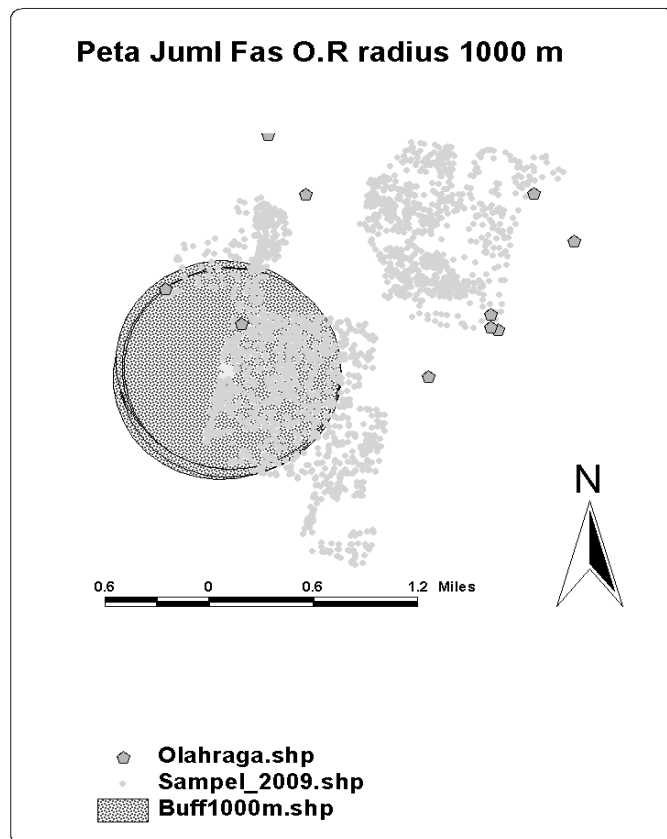 Peta Juml Fas O.R radius 1000 m
N
0.6 0 0.6 1.2 Miles
Olahraga.shp
Sampel_2009.shp
Buff1000m.shp